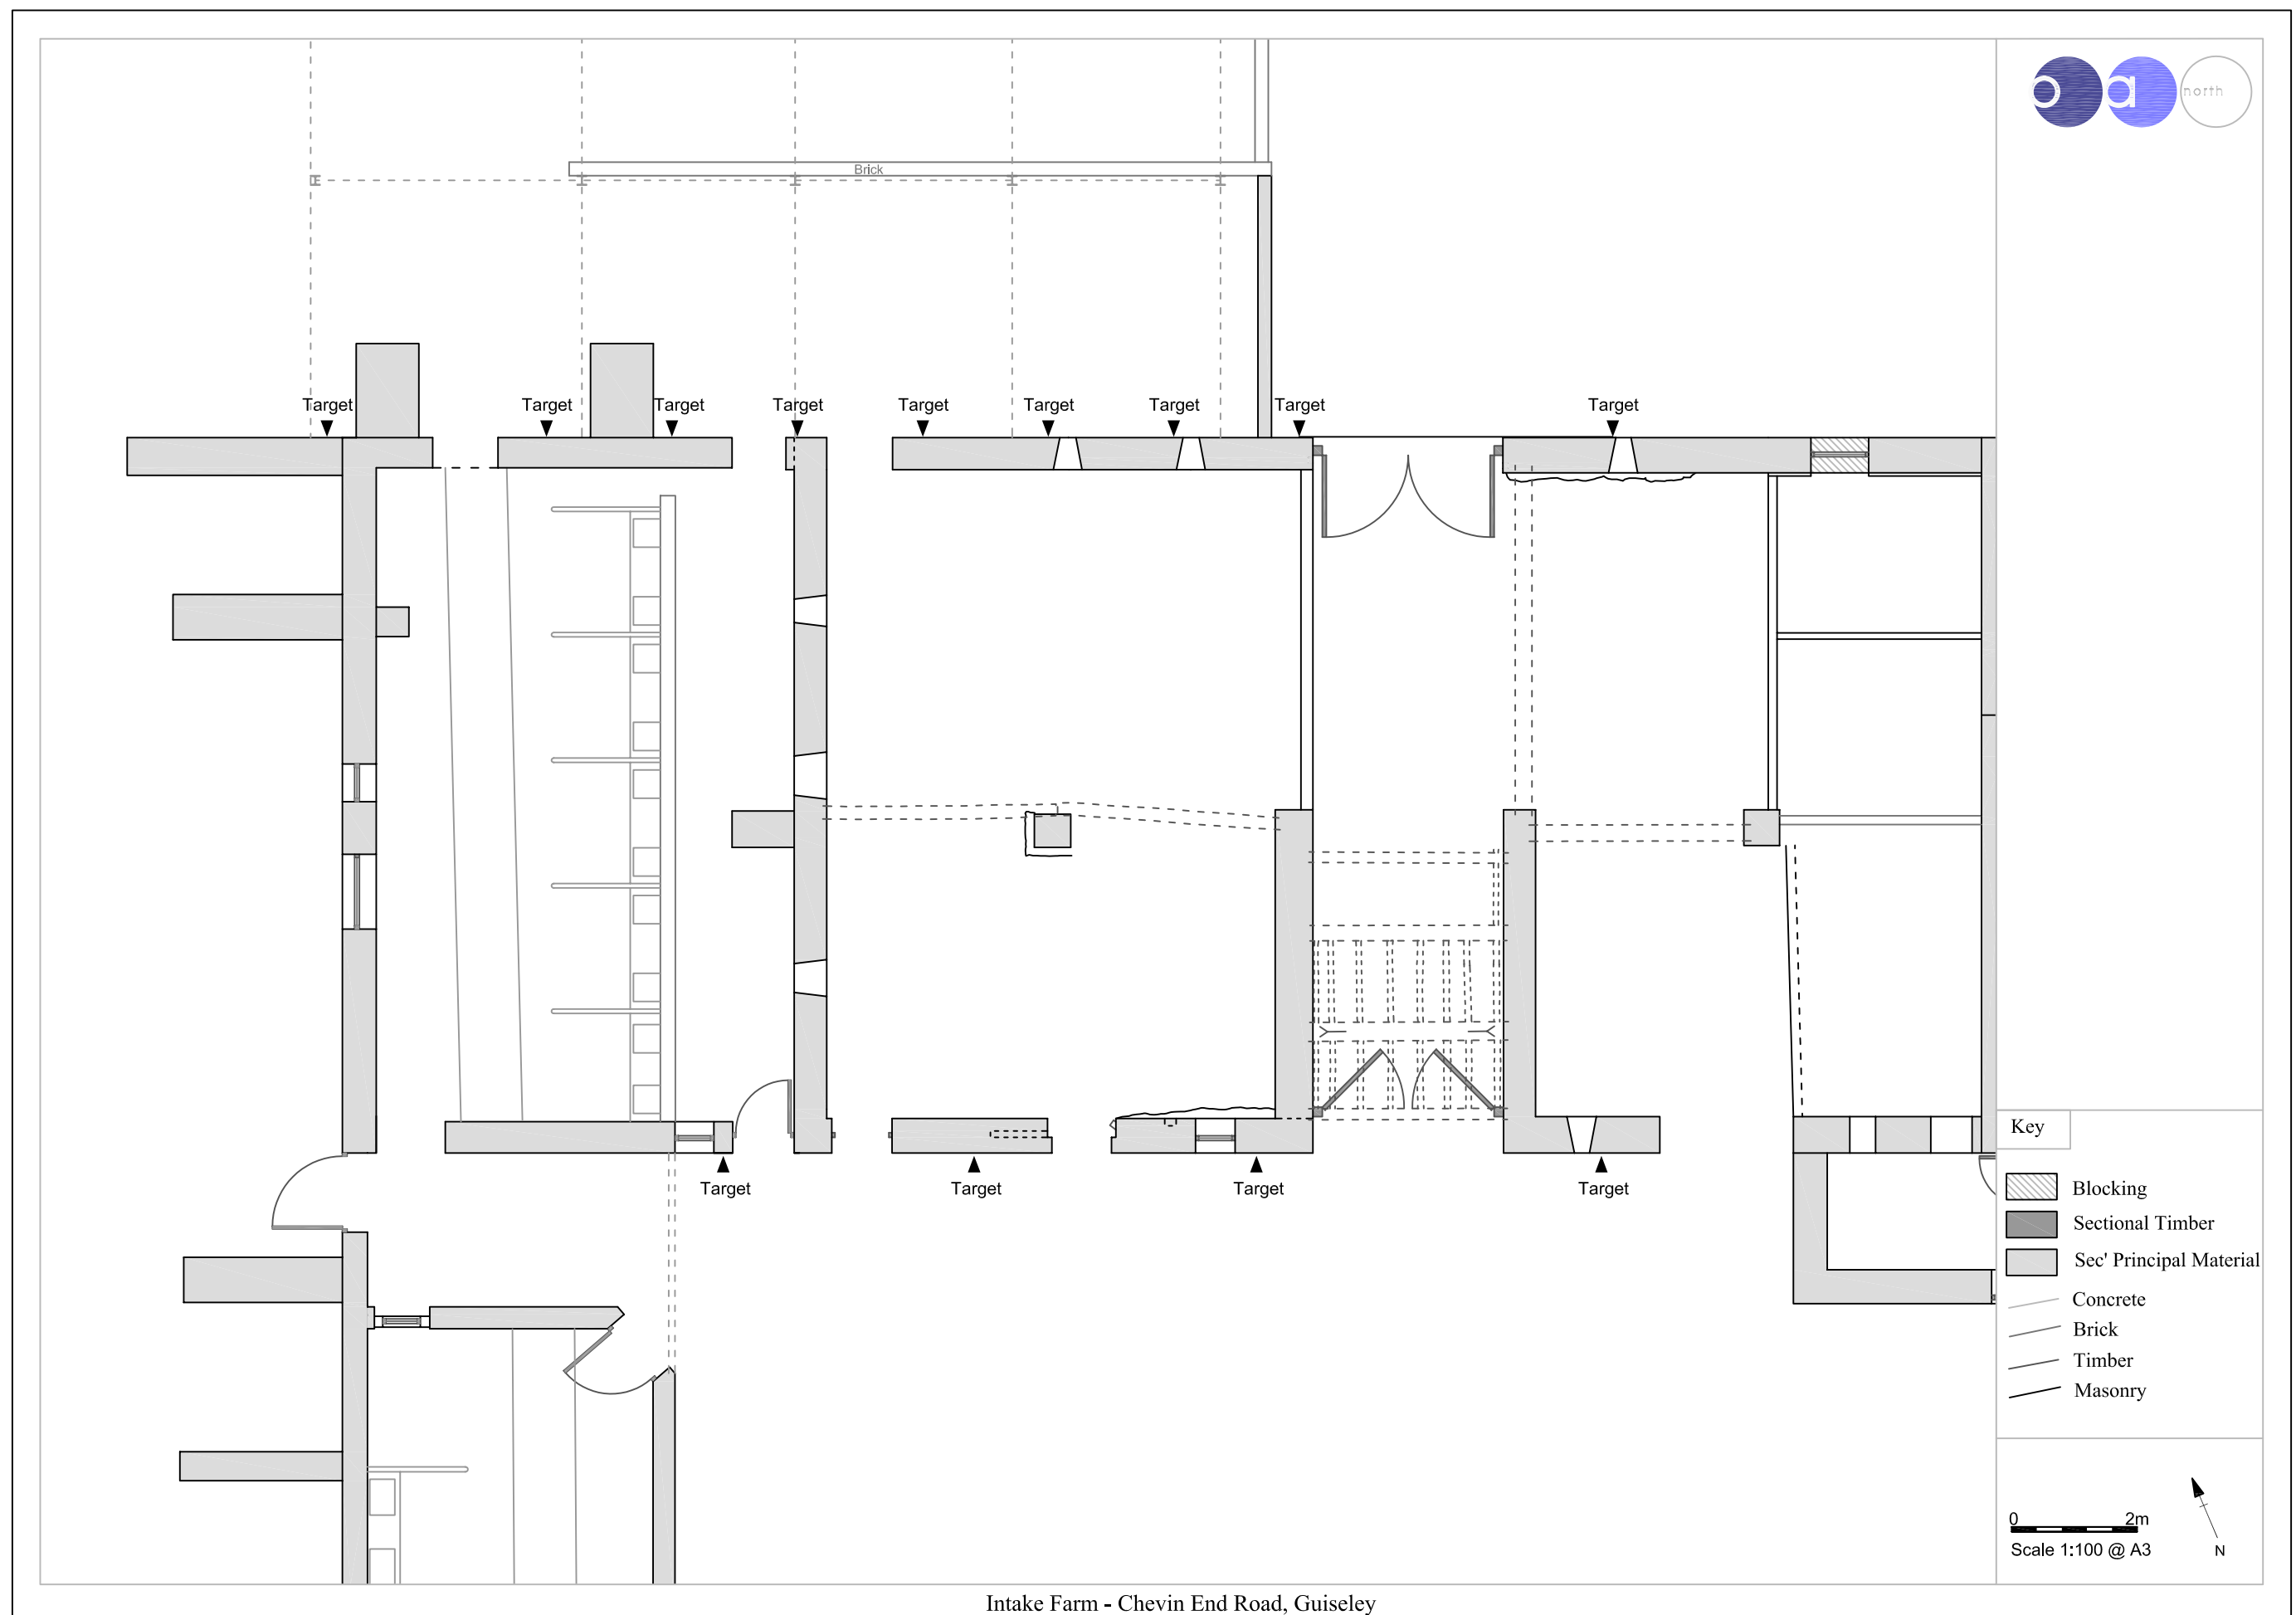 oa north
Brick
Target Target Target Target Target Target Target Target Target
Target Target Target Target
Key
Blocking
Sectional Timber
Sec' Principal Material
Concrete
Brick
Timber
Masonry
0 2m
Scale 1:100 @ A3
N
Intake Farm - Chevin End Road, Guiseley